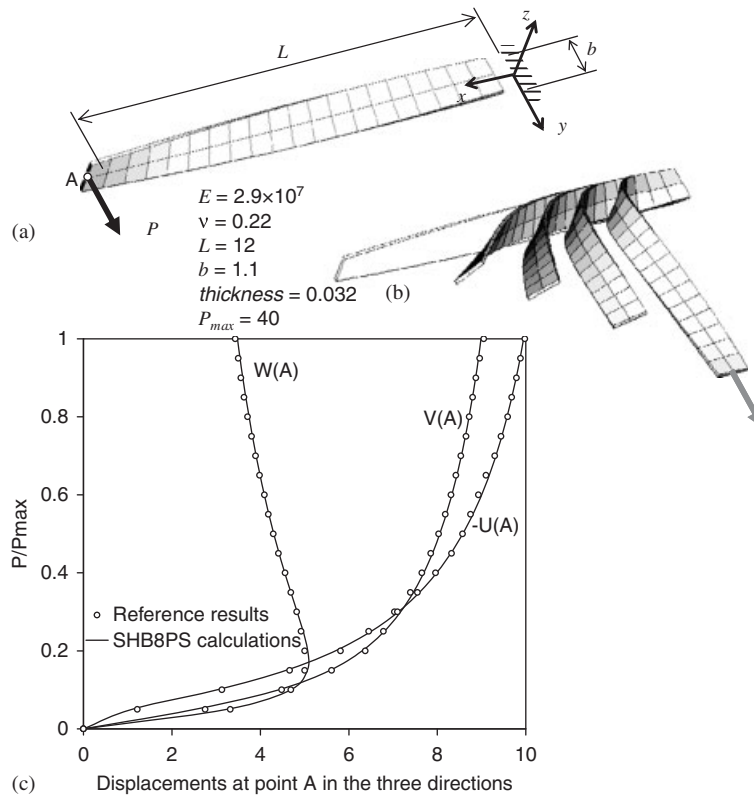 z
L
b
x
y
A
P
E = 2.9×10⁷
ν = 0.22
L = 12
b = 1.1
thickness = 0.032
P_max = 40
(a)
(b)
1
0.8
0.6
0.4
0.2
0
P/Pmax
W(A)
V(A)
-U(A)
Reference results
SHB8PS calculations
0 2 4 6 8 10
(c) Displacements at point A in the three directions